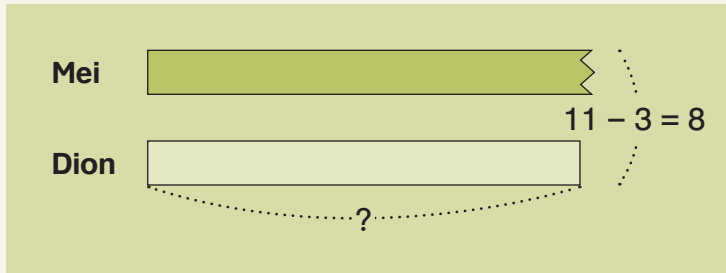 Mei
11 – 3 = 8
Dion
?